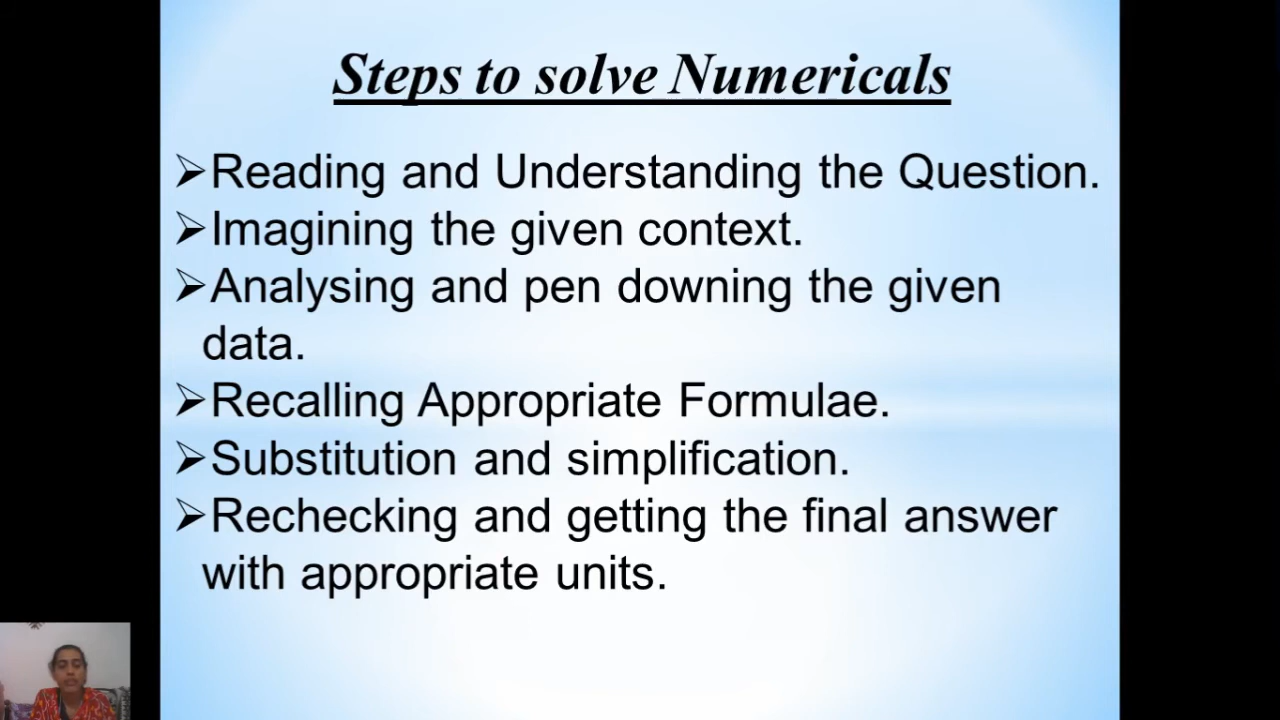 Steps to solve Numericals
➢Reading and Understanding the Question.
➢Imagining the given context.
➢Analysing and pen downing the given
data.
➢Recalling Appropriate Formulae.
➢Substitution and simplification.
➢Rechecking and getting the final answer
with appropriate units.